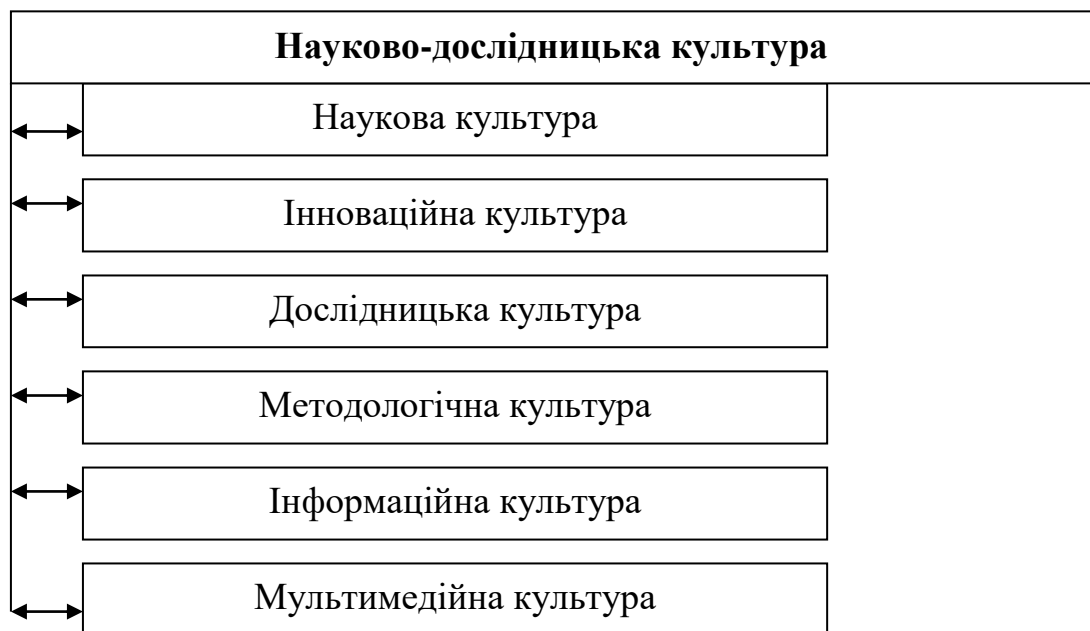 Науково-дослідницька культура
Наукова культура
Інноваційна культура
Дослідницька культура
Методологічна культура
Інформаційна культура
Мультимедійна культура